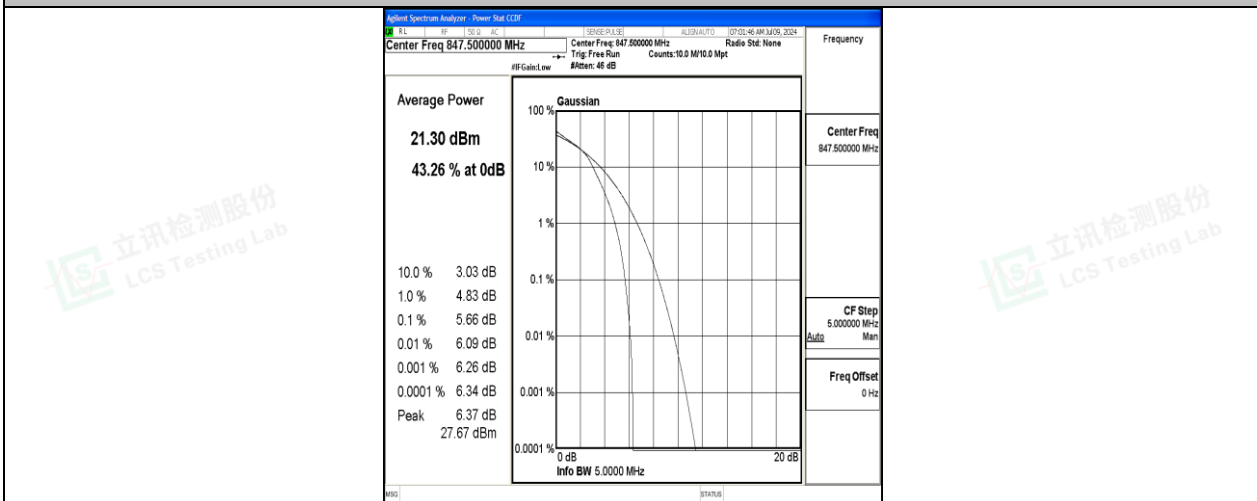 Agilent Spectrum Analyzer - Power Stat CCDF
RL RF 50 Ω AC SENSE:PULSE ALIGNAUTO 07:01:46 AM Jul 09, 2024
Center Freq 847.500000 MHz
Center Freq: 847.500000 MHz Radio Std: None
Trig: Free Run Counts:10.0 M/10.0 Mpt
#IFGain:Low #Atten: 46 dB
Frequency
Average Power
21.30 dBm
43.26 % at 0dB
10.0 % 3.03 dB
1.0 % 4.83 dB
0.1 % 5.66 dB
0.01 % 6.09 dB
0.001 % 6.26 dB
0.0001 % 6.34 dB
Peak 6.37 dB
27.67 dBm
Gaussian
100 %
10 %
1 %
0.1 %
0.01 %
0.001 %
0.0001 %
0 dB 20 dB
Info BW 5.0000 MHz
Center Freq
847.500000 MHz
CF Step
5.000000 MHz
Auto Man
Freq Offset
0 Hz
MSG STATUS
立讯检测股份
LCS Testing Lab
立讯检测股份
LCS Testing Lab